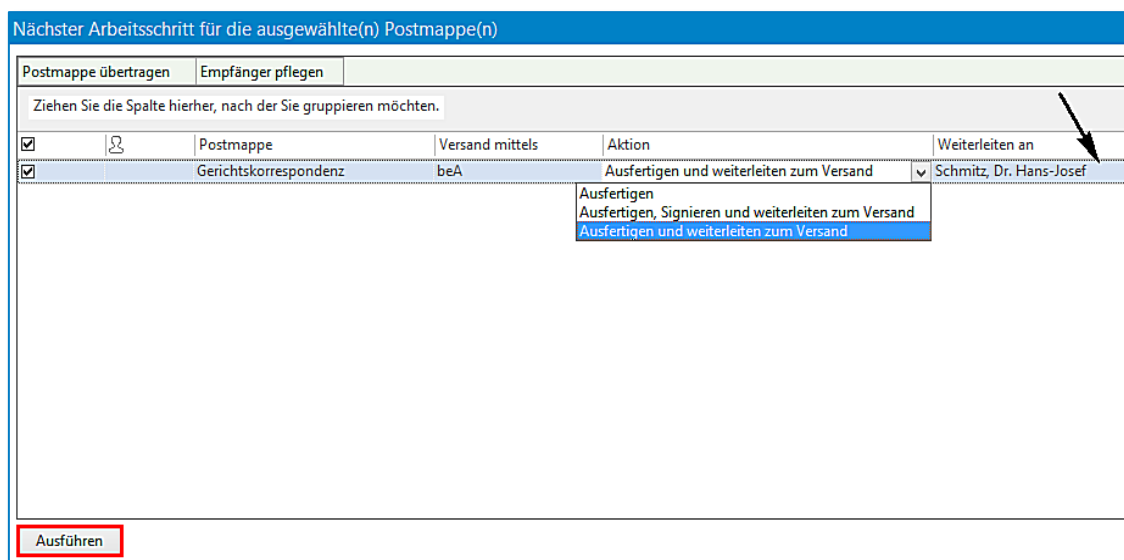 Nächster Arbeitsschritt für die ausgewählte(n) Postmappe(n)
Postmappe übertragen Empfänger pflegen
Ziehen Sie die Spalte hierher, nach der Sie gruppieren möchten.
Postmappe Versand mittels Aktion Weiterleiten an
Gerichtskorrespondenz beA Ausfertigen und weiterleiten zum Versand Schmitz, Dr. Hans-Josef
Ausfertigen
Ausfertigen, Signieren und weiterleiten zum Versand
Ausfertigen und weiterleiten zum Versand
Ausführen